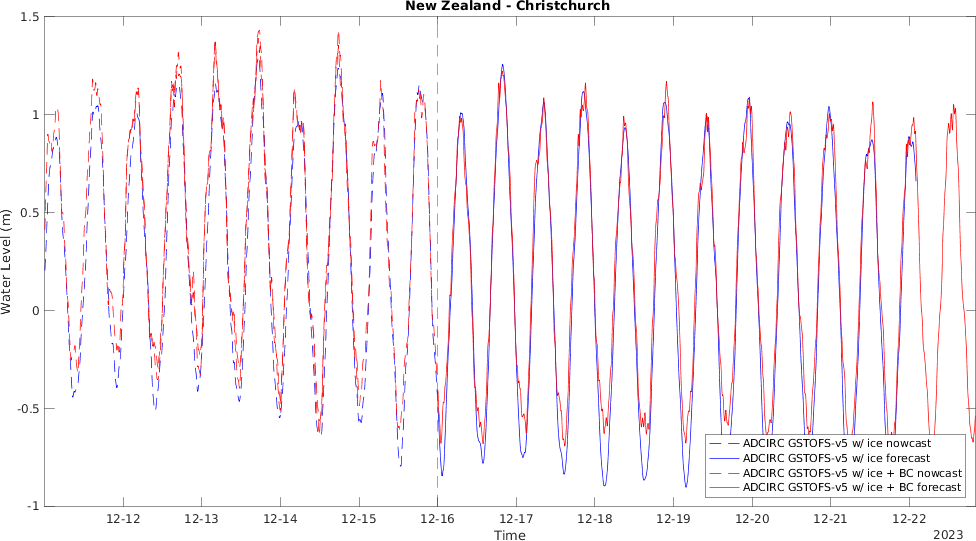 New Zealand - Christchurch
Water Level (m)
1.5
1
0.5
0
-0.5
-1
ADCIRC GSTOFS-v5 w/ ice nowcast
ADCIRC GSTOFS-v5 w/ ice forecast
ADCIRC GSTOFS-v5 w/ ice + BC nowcast
ADCIRC GSTOFS-v5 w/ ice + BC forecast
12-12 12-13 12-14 12-15 12-16 12-17 12-18 12-19 12-20 12-21 12-22
Time
2023